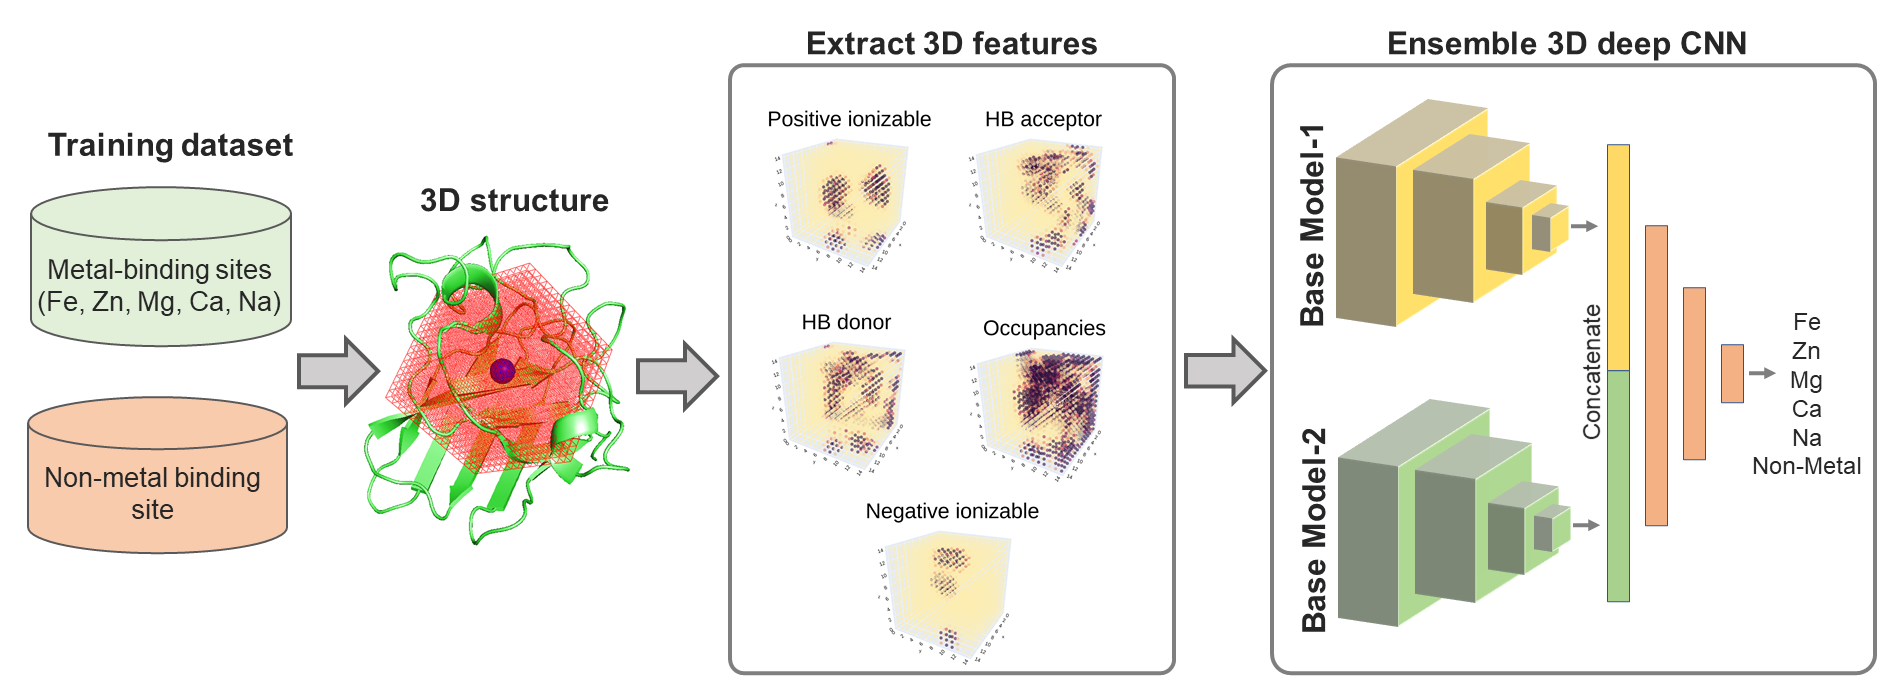 Training dataset
Metal-binding sites
(Fe, Zn, Mg, Ca, Na)
Non-metal binding
site
3D structure
Extract 3D features
Positive ionizable
HB acceptor
HB donor
Occupancies
Negative ionizable
Ensemble 3D deep CNN
Base Model-1
Base Model-2
Concatenate
Fe
Zn
Mg
Ca
Na
Non-Metal